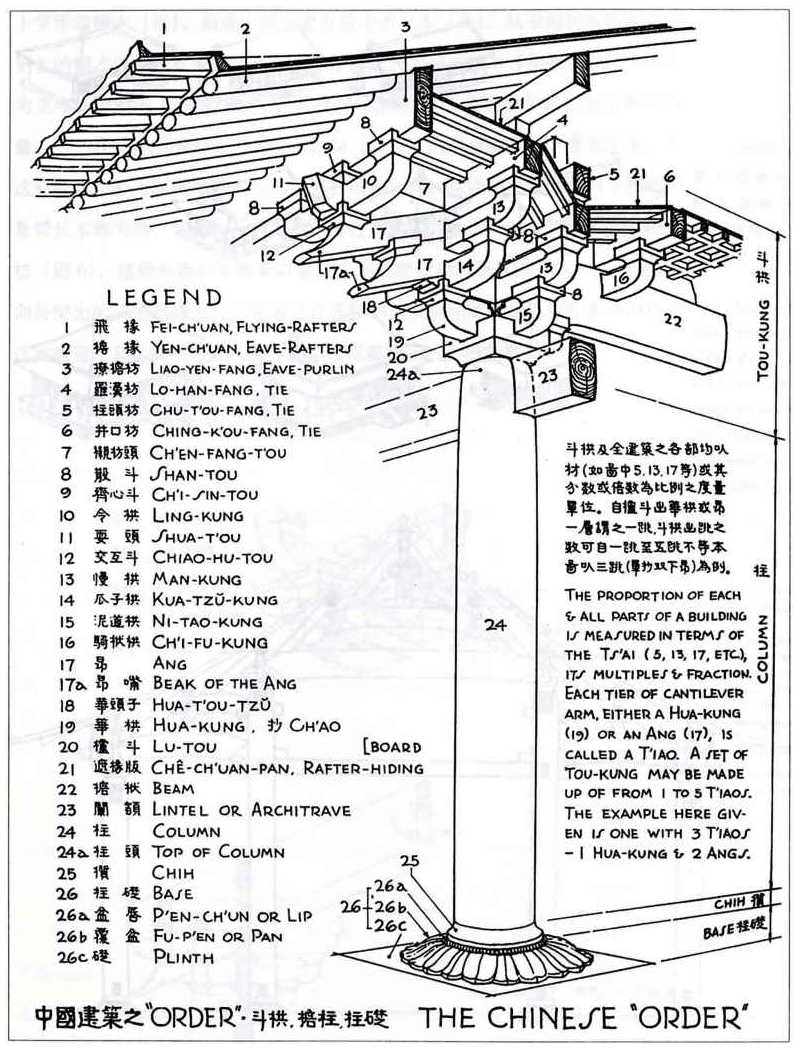 1
2
3
21
4
8
9
5 21 6
11
10
7
13
8
17
8
12
17
14
13
16
17a
18
8
15
22
12
19
20
24a
23
23
斗栱
TOU-KUNG
LEGEND
1 飛椽 FEI-CH'UAN, FLYING-RAFTERS
2 檐椽 YEN-CH'UAN, EAVE-RAFTERS
3 撩檐枋 LIAO-YEN-FANG, EAVE-PURLIN
4 羅漢枋 LO-HAN-FANG, TIE
5 柱頭枋 CHU-T'OU-FANG, TIE
6 井口枋 CHING-K'OU-FANG, TIE
7 襯枋頭 CH'EN-FANG-T'OU
8 散斗 SHAN-TOU
9 齊心斗 CH'I-SIN-TOU
10 令栱 LING-KUNG
11 耍頭 SHUA-T'OU
12 交互斗 CHIAO-HU-TOU
13 慢栱 MAN-KUNG
14 瓜子栱 KUA-TZŬ-KUNG
15 泥道栱 NI-TAO-KUNG
16 騎栿栱 CH'I-FU-KUNG
17 昂 ANG
17a 昂嘴 BEAK OF THE ANG
18 華頭子 HUA-T'OU-TZŬ
19 華栱 HUA-KUNG, 抄 CH'AO
20 櫨斗 LU-TOU [BOARD
21 遮椽版 CHÊ-CH'UAN-PAN, RAFTER-HIDING
22 檐栿 BEAM
23 闌額 LINTEL OR ARCHITRAVE
24 柱 COLUMN
24a 柱頭 TOP OF COLUMN
25 櫍 CHIH
26 柱礎 BASE
26a 盆唇 P'EN-CH'UN OR LIP
26b 覆盆 FU-P'EN OR PAN
26c 礎 PLINTH
24
斗栱及全建築之各部均以
材(如畵中5.13.17等)或其
分數或倍數為比例之度量
單位。自櫨斗出華栱或昂
一層謂之一跳,斗栱出跳之
數可自一跳至五跳不等本
圖以三跳(單抄双下昂)為例。
THE PROPORTION OF EACH
& ALL PARTS OF A BUILDING
IS MEASURED IN TERMS OF
THE TS'AI (5, 13, 17, ETC),
ITS MULTIPLES & FRACTION.
EACH TIER OF CANTILEVER
ARM, EITHER A HUA-KUNG
(19) OR AN ANG (17), IS
CALLED A T'IAO. A SET OF
TOU-KUNG MAY BE MADE
UP OF FROM 1 TO 5 T'IAOS.
THE EXAMPLE HERE GIV-
EN IS ONE WITH 3 T'IAOS
- 1 HUA-KUNG & 2 ANGS.
柱
COLUMN
25
26
26a
26b
26c
CHIH 櫍
BASE 柱礎
中國建築之"ORDER"·斗栱,檐柱,柱礎 THE CHINESE "ORDER"